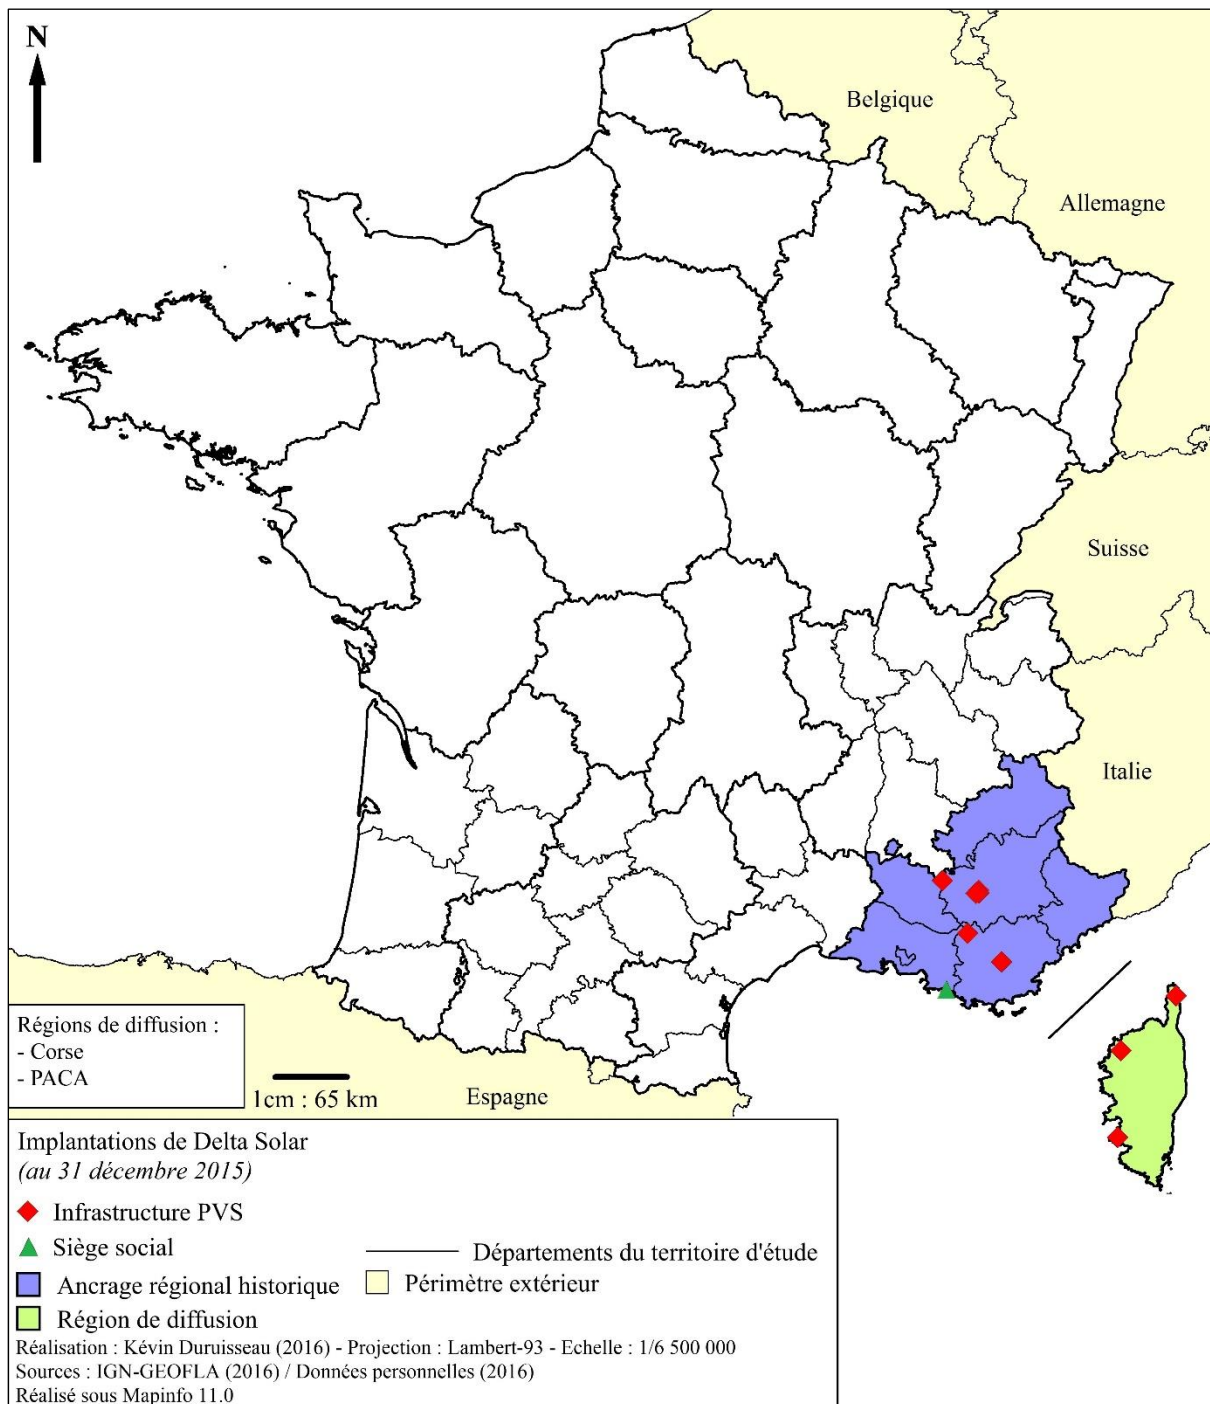 N
Belgique
Allemagne
Suisse
Italie
Régions de diffusion :
- Corse
- PACA
1cm : 65 km
Espagne
Implantations de Delta Solar
(au 31 décembre 2015)
Infrastructure PVS
Siège social
Départements du territoire d'étude
Ancrage régional historique
Périmètre extérieur
Région de diffusion
Réalisation : Kévin Duruisseau (2016) - Projection : Lambert-93 - Echelle : 1/6 500 000
Sources : IGN-GEOFLA (2016) / Données personnelles (2016)
Réalisé sous Mapinfo 11.0